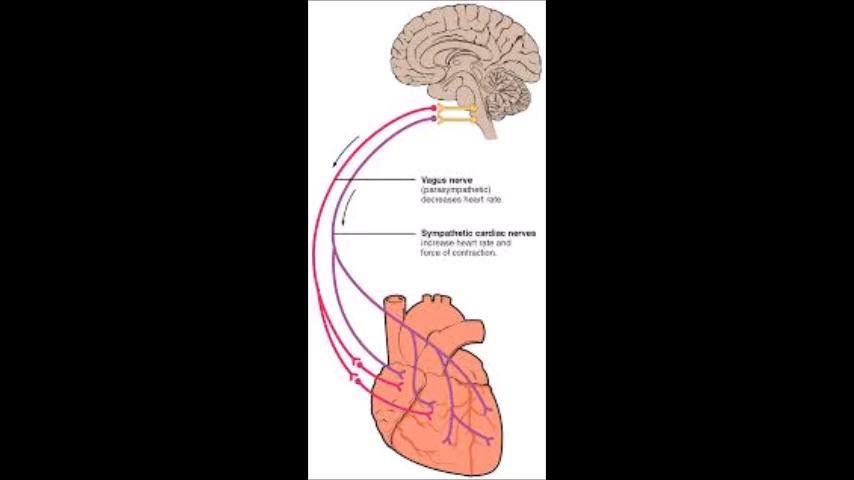 Vagus nerve
(parasympathetic)
decreases heart rate.
Sympathetic cardiac nerves
increase heart rate and
force of contraction.